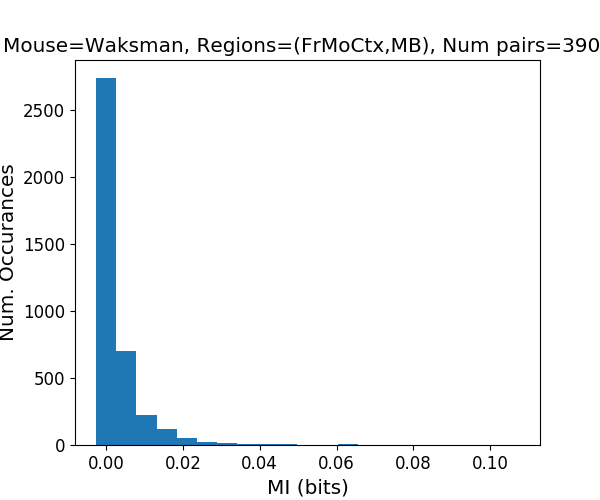 Mouse=Waksman, Regions=(FrMoCtx,MB), Num pairs=390
Num. Occurances
2500
2000
1500
1000
500
0
0.00 0.02 0.04 0.06 0.08 0.10
MI (bits)